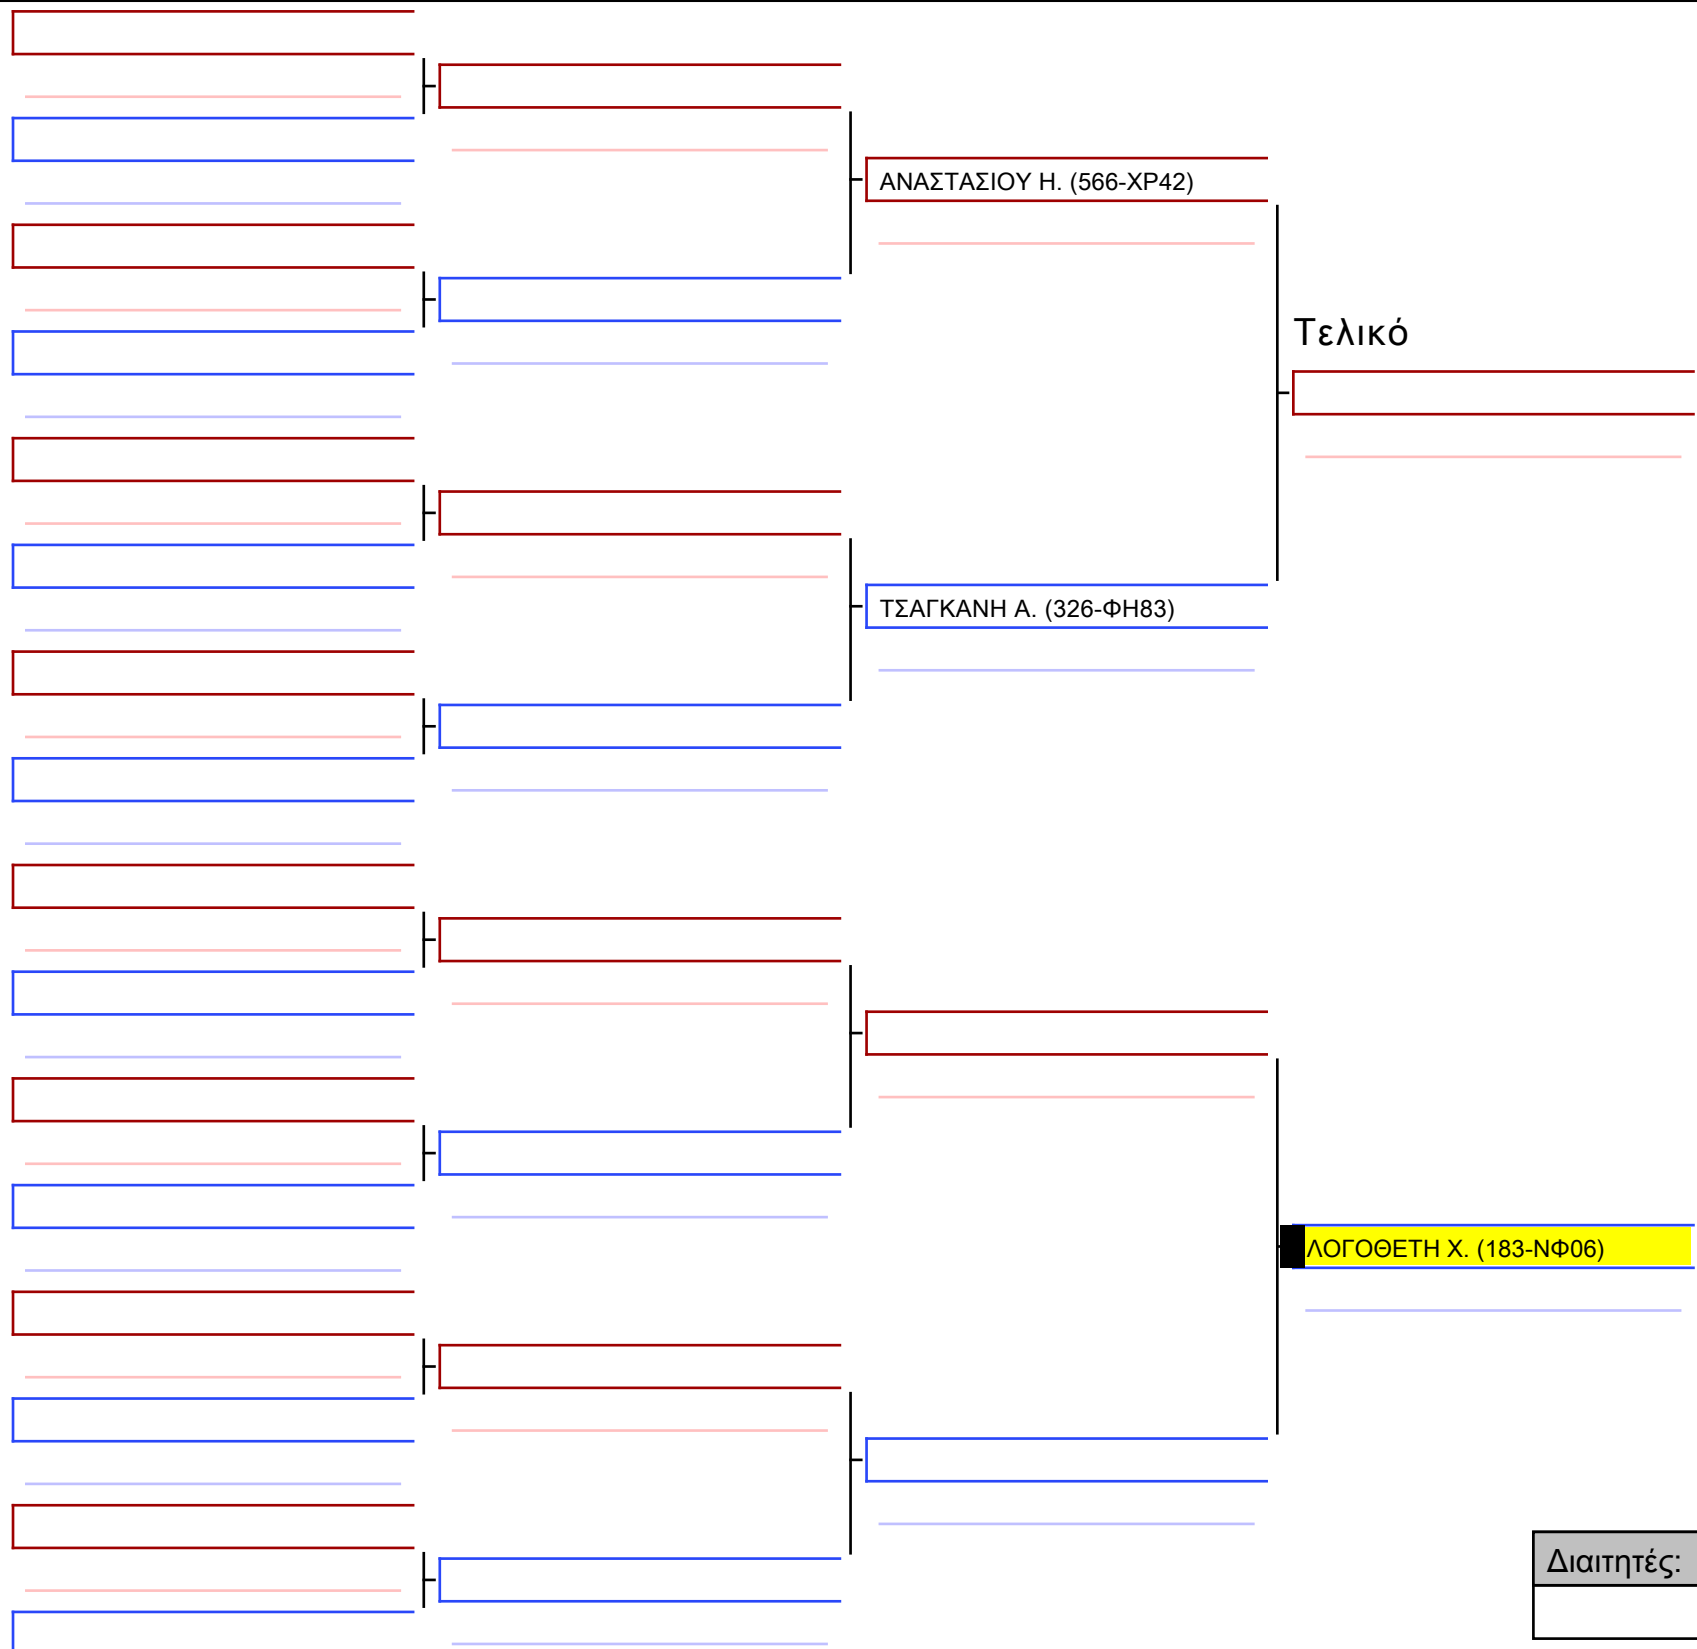 ΑΝΑΣΤΑΣΙΟΥ Η. (566-ΧΡ42)
Τελικό
ΤΣΑΓΚΑΝΗ Α. (326-ΦΗ83)
ΛΟΓΟΘΕΤΗ Χ. (183-ΝΦ06)
Διαιτητές: